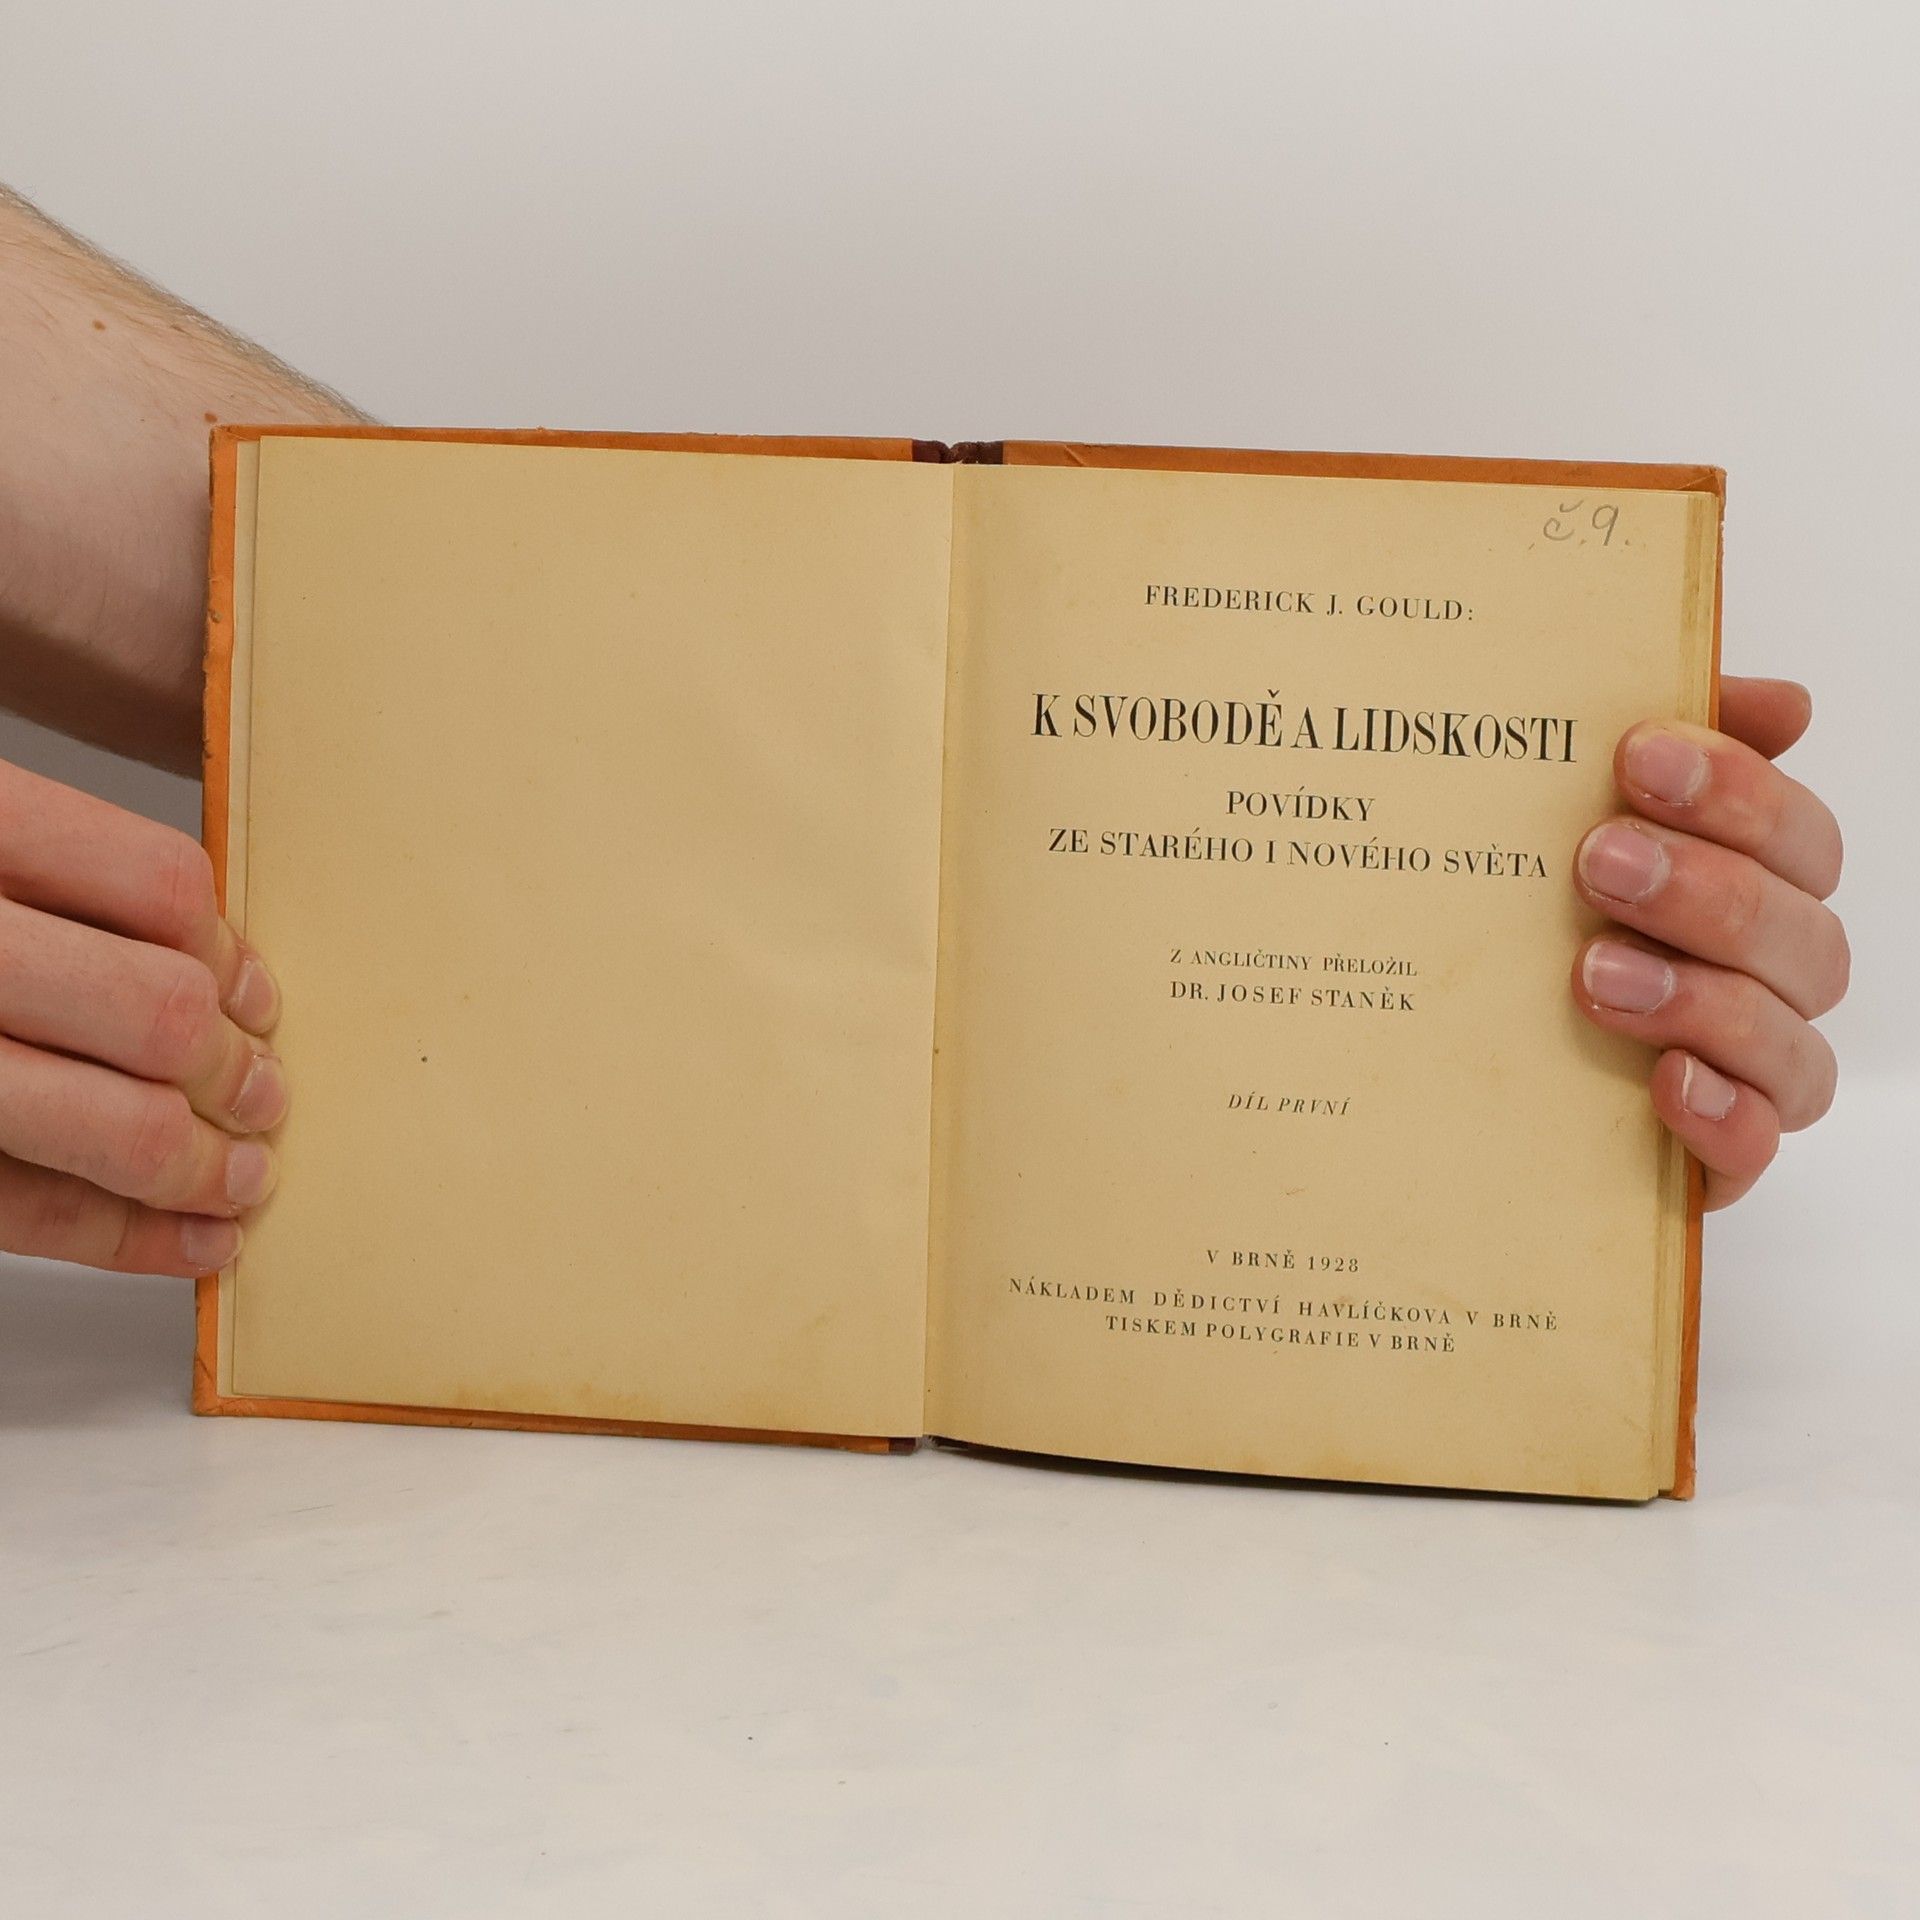 č. 9.
FREDERICK J. GOULD:
K SVOBODĚ A LIDSKOSTI
POVÍDKY
ZE STARÉHO I NOVÉHO SVĚTA
Z ANGLIČTINY PŘELOŽIL
DR. JOSEF STANĚK
DÍL PRVNÍ
V BRNĚ 1928
NÁKLADEM DĚDICTVÍ HAVLÍČKOVA V BRNĚ
TISKEM POLYGRAFIE V BRNĚ